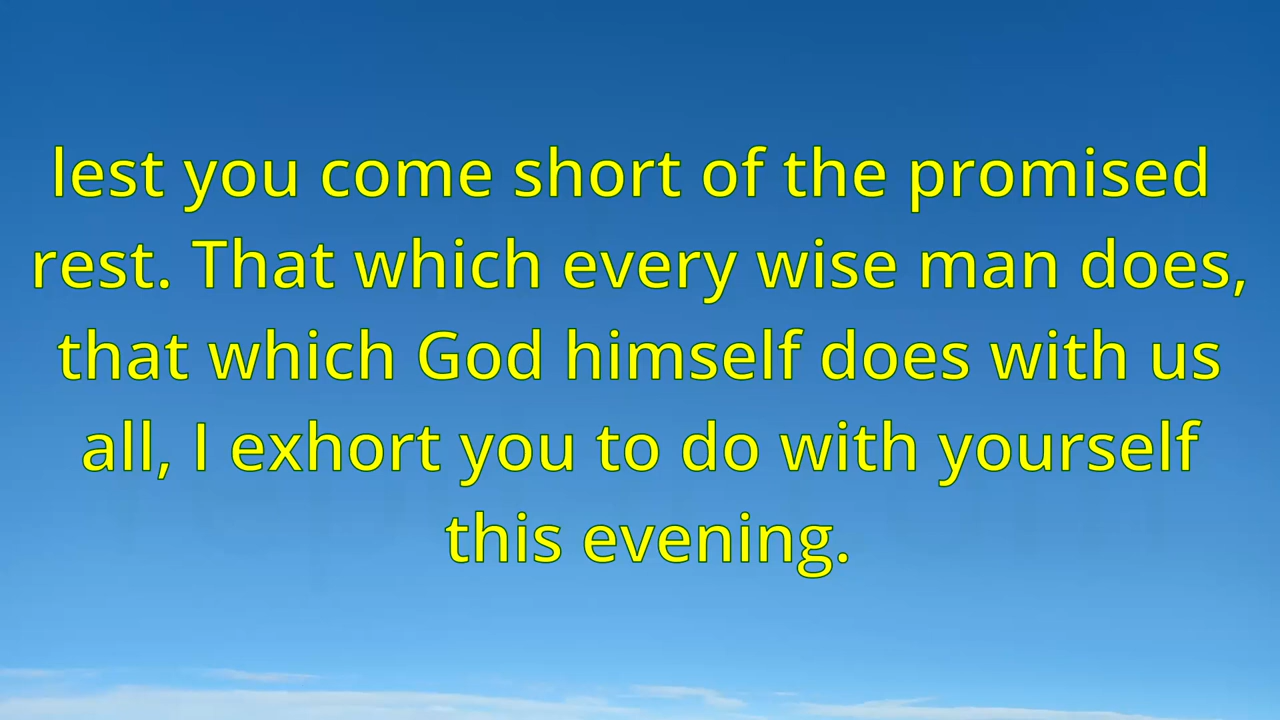 lest you come short of the promised
rest. That which every wise man does,
that which God himself does with us
all, I exhort you to do with yourself
this evening.